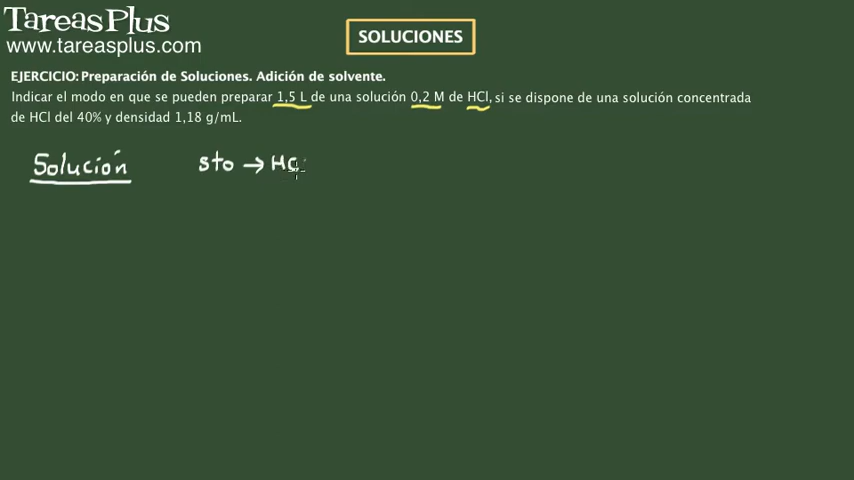 TareasPlus
www.tareasplus.com
SOLUCIONES
EJERCICIO: Preparación de Soluciones. Adición de solvente.
Indicar el modo en que se pueden preparar 1,5 L de una solución 0,2 M de HCl, si se dispone de una solución concentrada
de HCl del 40% y densidad 1,18 g/mL.
Solución sto → HC